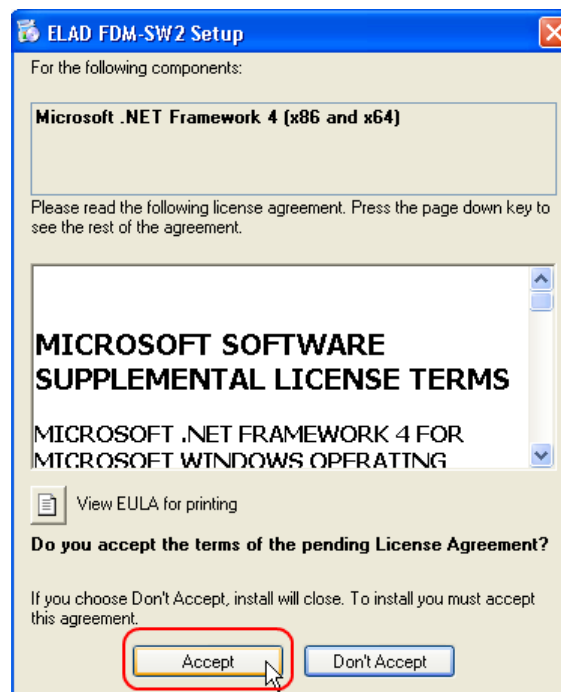 ELAD FDM-SW2 Setup
For the following components:
Microsoft .NET Framework 4 (x86 and x64)
Please read the following license agreement. Press the page down key to
see the rest of the agreement.
MICROSOFT SOFTWARE
SUPPLEMENTAL LICENSE TERMS
MICROSOFT .NET FRAMEWORK 4 FOR
MICROSOFT WINDOWS OPERATING
View EULA for printing
Do you accept the terms of the pending License Agreement?
If you choose Don't Accept, install will close. To install you must accept
this agreement.
Accept Don't Accept